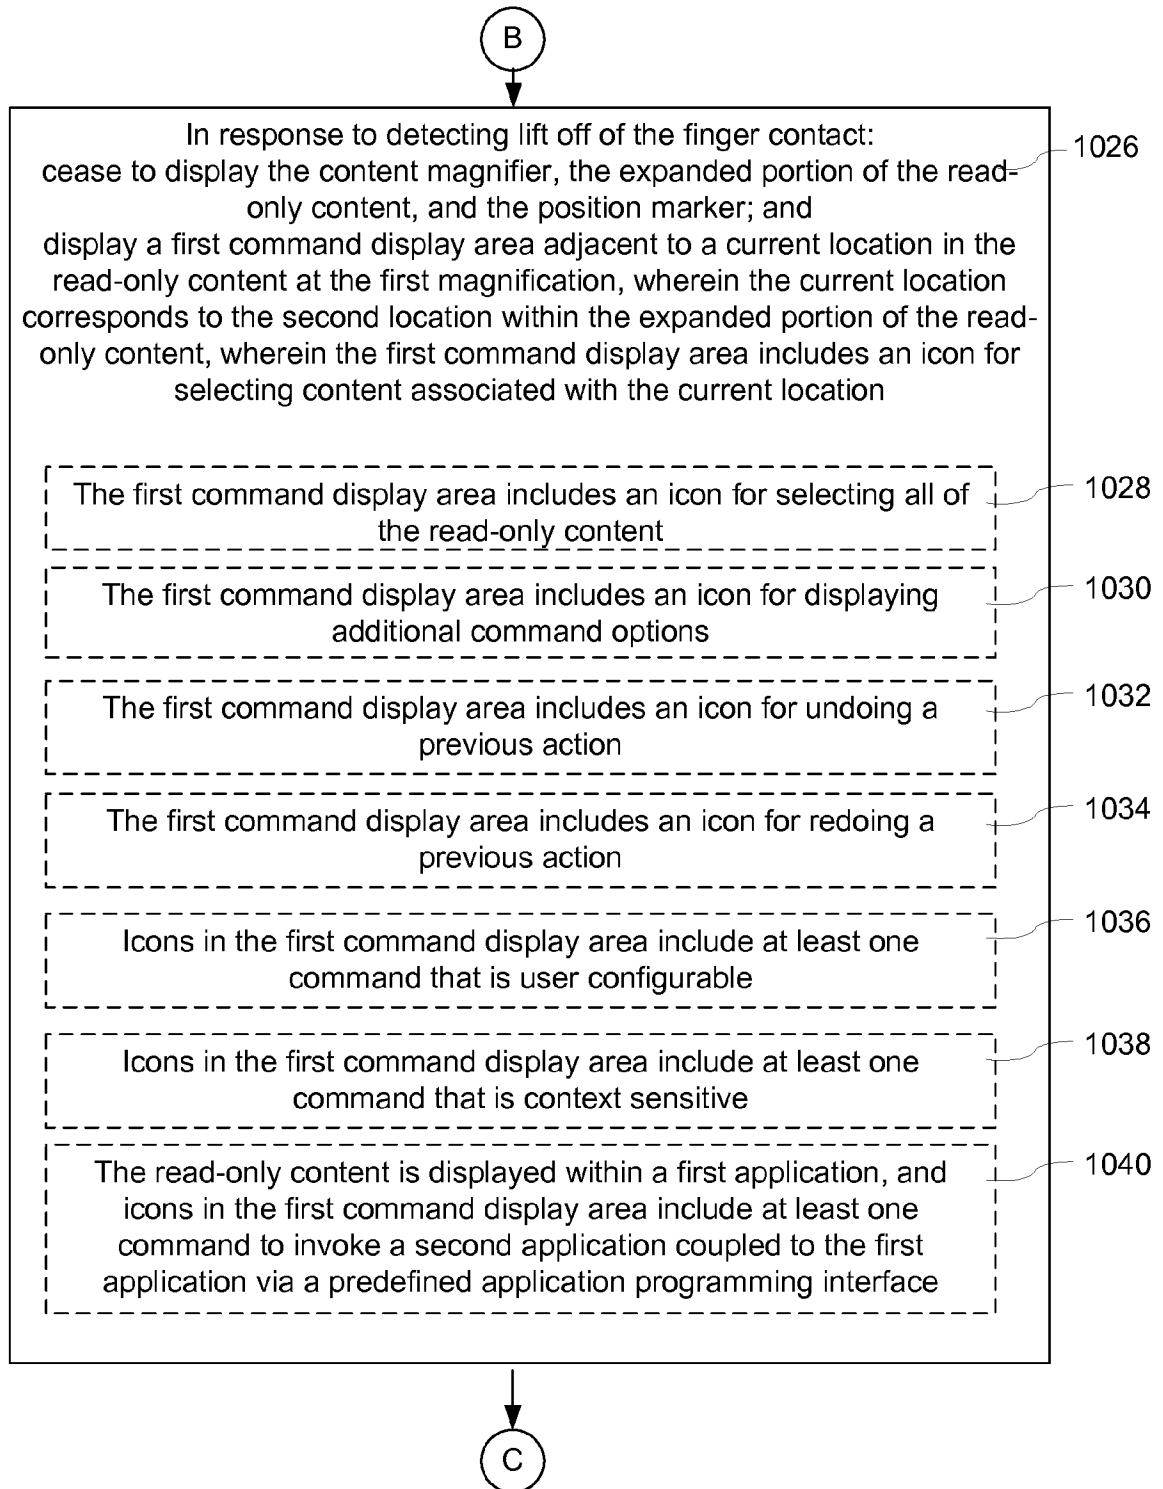 B
In response to detecting lift off of the finger contact:
1026
cease to display the content magnifier, the expanded portion of the read-
only content, and the position marker; and
display a first command display area adjacent to a current location in the
read-only content at the first magnification, wherein the current location
corresponds to the second location within the expanded portion of the read-
only content, wherein the first command display area includes an icon for
selecting content associated with the current location
The first command display area includes an icon for selecting all of
the read-only content
1028
The first command display area includes an icon for displaying
additional command options
1030
The first command display area includes an icon for undoing a
previous action
1032
The first command display area includes an icon for redoing a
previous action
1034
Icons in the first command display area include at least one
command that is user configurable
1036
Icons in the first command display area include at least one
command that is context sensitive
1038
The read-only content is displayed within a first application, and
icons in the first command display area include at least one
command to invoke a second application coupled to the first
application via a predefined application programming interface
1040
C